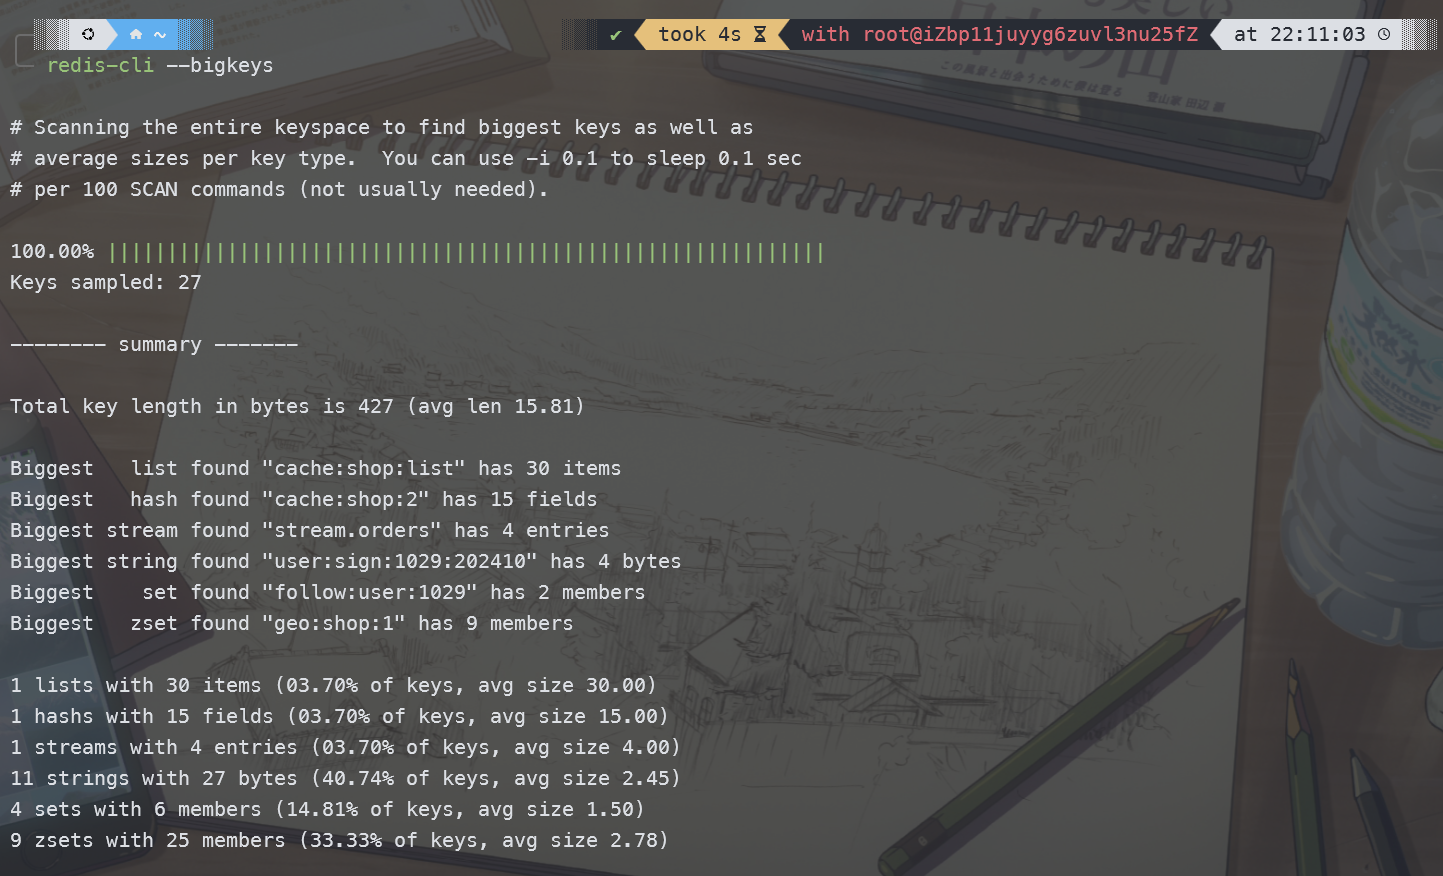 ~ ✔ took 4s with root@iZbp11juyyg6zuvl3nu25fZ at 22:11:03
redis-cli --bigkeys
# Scanning the entire keyspace to find biggest keys as well as
# average sizes per key type.  You can use -i 0.1 to sleep 0.1 sec
# per 100 SCAN commands (not usually needed).
100.00% ||||||||||||||||||||||||||||||||||||||||||||||||||||||||||||
Keys sampled: 27
-------- summary -------
Total key length in bytes is 427 (avg len 15.81)
Biggest   list found "cache:shop:list" has 30 items
Biggest   hash found "cache:shop:2" has 15 fields
Biggest stream found "stream.orders" has 4 entries
Biggest string found "user:sign:1029:202410" has 4 bytes
Biggest    set found "follow:user:1029" has 2 members
Biggest   zset found "geo:shop:1" has 9 members
1 lists with 30 items (03.70% of keys, avg size 30.00)
1 hashs with 15 fields (03.70% of keys, avg size 15.00)
1 streams with 4 entries (03.70% of keys, avg size 4.00)
11 strings with 27 bytes (40.74% of keys, avg size 2.45)
4 sets with 6 members (14.81% of keys, avg size 1.50)
9 zsets with 25 members (33.33% of keys, avg size 2.78)